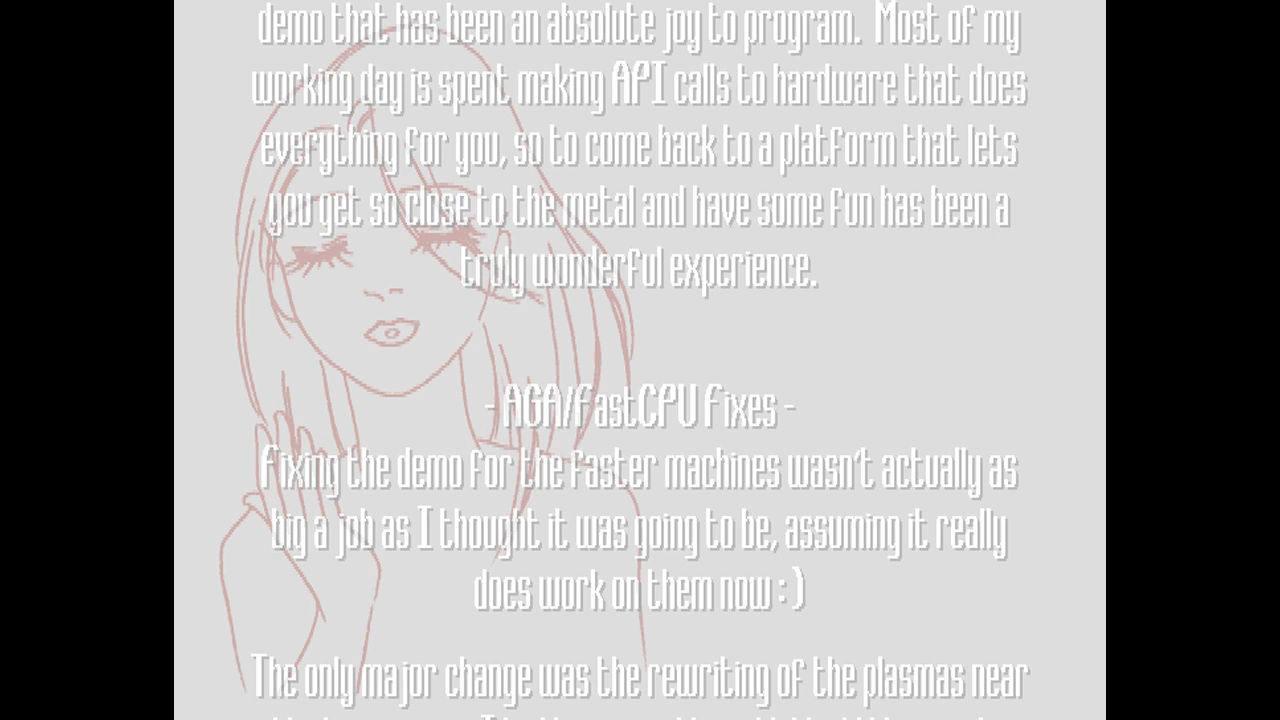 demo that has been an absolute joy to program.  Most of my
working day is spent making API calls to hardware that does
everything for you, so to come back to a platform that lets
you get so close to the metal and have some fun has been a
truly wonderful experience.
- AGA/FastCPU Fixes -
Fixing the demo for the faster machines wasn't actually as
big a job as I thought it was going to be, assuming it really
does work on them now : )
The only major change was the rewriting of the plasmas near